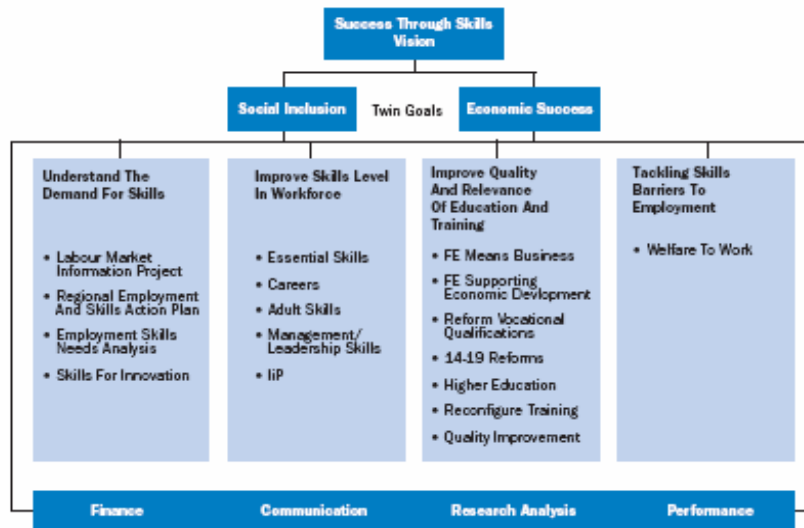 Success Through Skills
Vision
Social Inclusion
Twin Goals
Economic Success
Understand The
Demand For Skills
• Labour Market
Information Project
• Regional Employment
And Skills Action Plan
• Employment Skills
Needs Analysis
• Skills For Innovation
Improve Skills Level
In Workforce
• Essential Skills
• Careers
• Adult Skills
• Management/
Leadership Skills
• IiP
Improve Quality
And Relevance
Of Education And
Training
• FE Means Business
• FE Supporting
Economic Devlopment
• Reform Vocational
Qualifications
• 14-19 Reforms
• Higher Education
• Reconfigure Training
• Quality Improvement
Tackling Skills
Barriers To
Employment
• Welfare To Work
Finance
Communication
Research Analysis
Performance